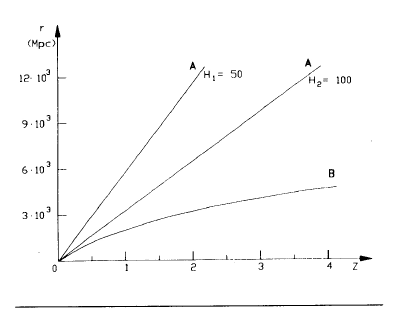 r
(Mpc)
A
A
H₁= 50
H₂= 100
12·10³
9·10³
B
6·10³
3·10³
0 1 2 3 4 Z